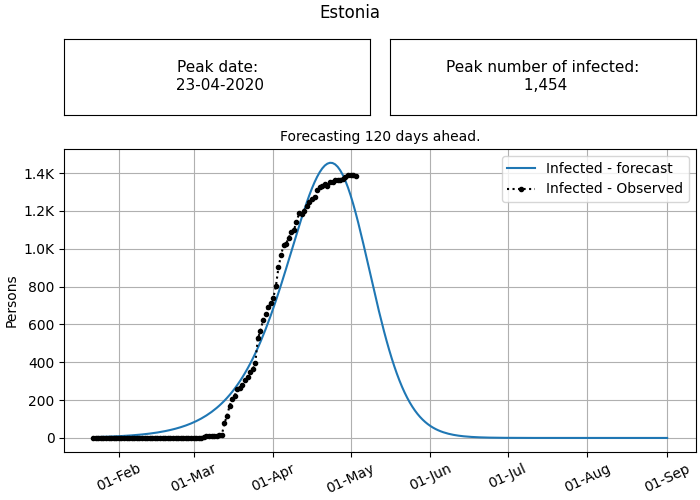 Estonia
Peak date:
23-04-2020
Peak number of infected:
1,454
Forecasting 120 days ahead.
Infected - forecast
Infected - Observed
Persons
1.4K
1.2K
1.0K
800
600
400
200
0
01-Feb
01-Mar
01-Apr
01-May
01-Jun
01-Jul
01-Aug
01-Sep